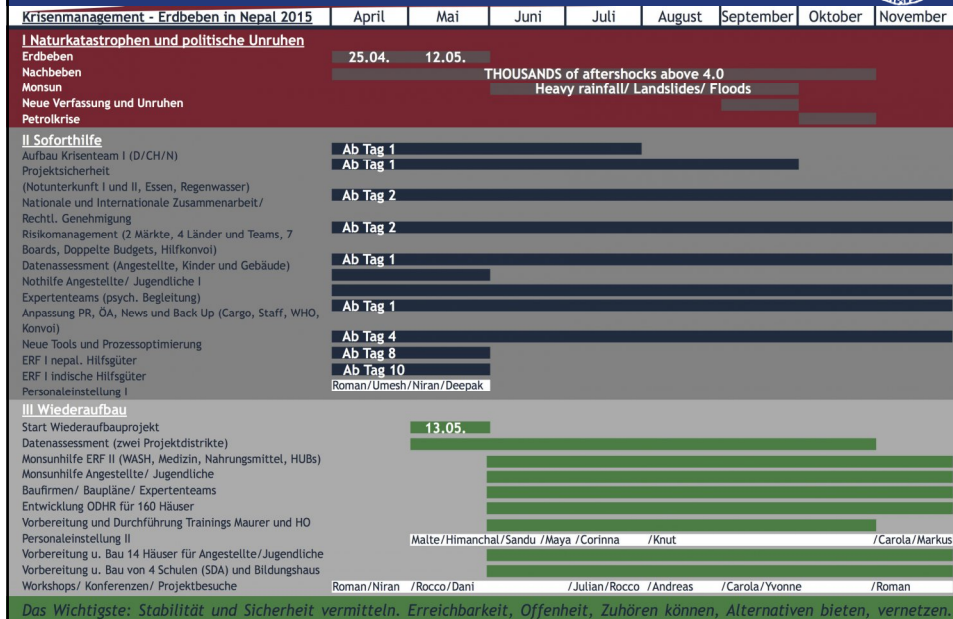 Krisenmanagement - Erdbeben in Nepal 2015 April Mai Juni Juli August September Oktober November
I Naturkatastrophen und politische Unruhen
Erdbeben 25.04. 12.05.
Nachbeben THOUSANDS of aftershocks above 4.0
Monsun Heavy rainfall/ Landslides/ Floods
Neue Verfassung und Unruhen
Petrolkrise
II Soforthilfe
Aufbau Krisenteam I (D/CH/N) Ab Tag 1
Projektsicherheit Ab Tag 1
(Notunterkunft I und II, Essen, Regenwasser)
Nationale und Internationale Zusammenarbeit/ Ab Tag 2
Rechtl. Genehmigung
Risikomanagement (2 Märkte, 4 Länder und Teams, 7 Ab Tag 2
Boards, Doppelte Budgets, Hilfkonvoi)
Datenassessment (Angestellte, Kinder und Gebäude) Ab Tag 1
Nothilfe Angestellte/ Jugendliche I
Expertenteams (psych. Begleitung)
Anpassung PR, ÖA, News und Back Up (Cargo, Staff, WHO, Ab Tag 1
Konvoi)
Neue Tools und Prozessoptimierung Ab Tag 4
ERF I nepal. Hilfsgüter Ab Tag 8
ERF I indische Hilfsgüter Ab Tag 10
Personaleinstellung I Roman/Umesh/Niran/Deepak
III Wiederaufbau
Start Wiederaufbauprojekt 13.05.
Datenassessment (zwei Projektdistrikte)
Monsunhilfe ERF II (WASH, Medizin, Nahrungsmittel, HUBs)
Monsunhilfe Angestellte/ Jugendliche
Baufirmen/ Baupläne/ Expertenteams
Entwicklung ODHR für 160 Häuser
Vorbereitung und Durchführung Trainings Maurer und HO
Personaleinstellung II Malte/Himanchal/Sandu /Maya /Corinna /Knut /Carola/Markus
Vorbereitung u. Bau 14 Häuser für Angestellte/Jugendliche
Vorbereitung u. Bau von 4 Schulen (SDA) und Bildungshaus
Workshops/ Konferenzen/ Projektbesuche Roman/Niran /Rocco/Dani /Julian/Rocco /Andreas /Carola/Yvonne /Roman
Das Wichtigste: Stabilität und Sicherheit vermitteln. Erreichbarkeit, Offenheit, Zuhören können, Alternativen bieten, vernetzen.